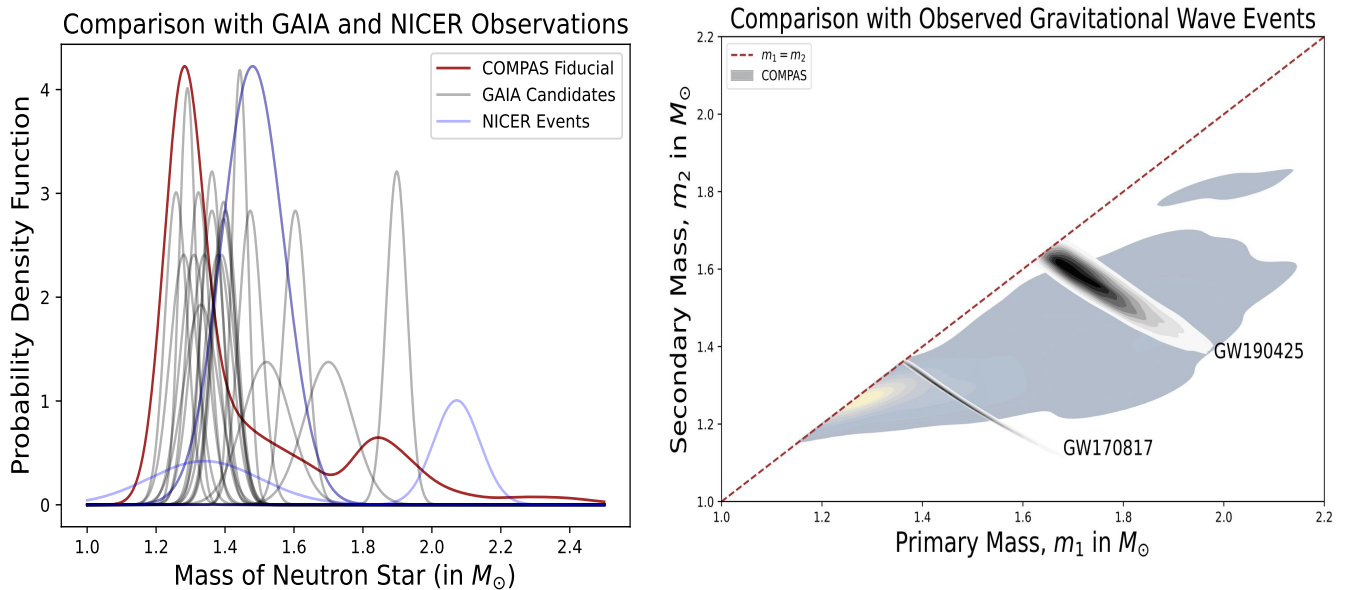 Comparison with GAIA and NICER Observations
Probability Density Function
4
3
2
1
0
COMPAS Fiducial
GAIA Candidates
NICER Events
1.0 1.2 1.4 1.6 1.8 2.0 2.2 2.4
Mass of Neutron Star (in M⊙)
Comparison with Observed Gravitational Wave Events
Secondary Mass, m₂ in M⊙
2.2
2.0
1.8
1.6
1.4
1.2
1.0
m₁ = m₂
COMPAS
GW190425
GW170817
1.0 1.2 1.4 1.6 1.8 2.0 2.2
Primary Mass, m₁ in M⊙